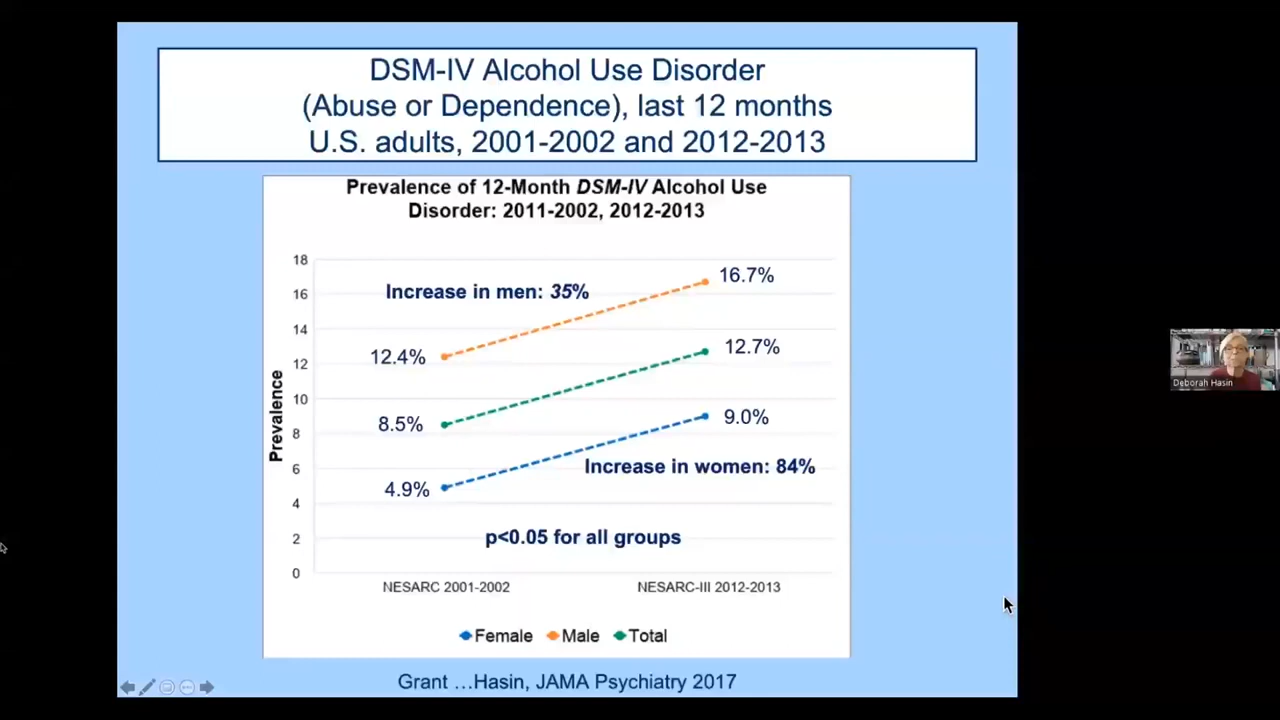 DSM-IV Alcohol Use Disorder
(Abuse or Dependence), last 12 months
U.S. adults, 2001-2002 and 2012-2013
Prevalence of 12-Month DSM-IV Alcohol Use
Disorder: 2011-2002, 2012-2013
Prevalence
18
16
14
12
10
8
6
4
2
0
Increase in men: 35%
16.7%
12.4%
12.7%
8.5%
9.0%
Increase in women: 84%
4.9%
p<0.05 for all groups
NESARC 2001-2002
NESARC-III 2012-2013
Female
Male
Total
Grant ...Hasin, JAMA Psychiatry 2017
Deborah Hasin